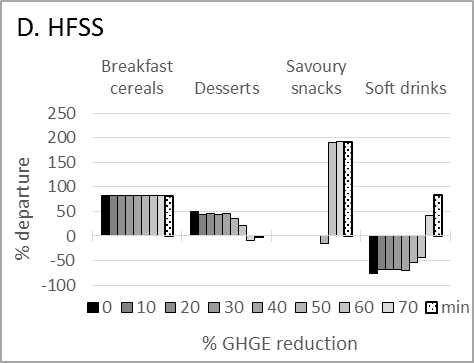 D. HFSS
Breakfast cereals
Desserts
Savoury snacks
Soft drinks
250
200
150
100
50
0
-50
-100
% departure
0 10 20 30 40 50 60 70 min
% GHGE reduction